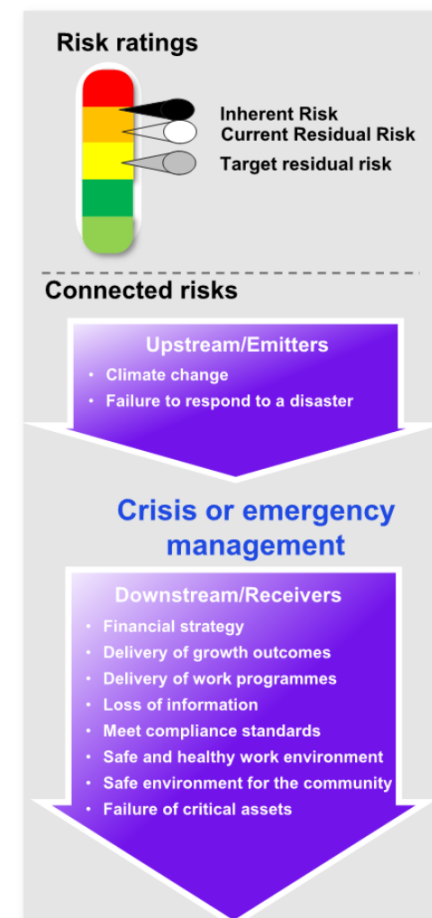 Risk ratings
Inherent Risk
Current Residual Risk
Target residual risk
Connected risks
Upstream/Emitters
• Climate change
• Failure to respond to a disaster
Crisis or emergency
management
Downstream/Receivers
• Financial strategy
• Delivery of growth outcomes
• Delivery of work programmes
• Loss of information
• Meet compliance standards
• Safe and healthy work environment
• Safe environment for the community
• Failure of critical assets